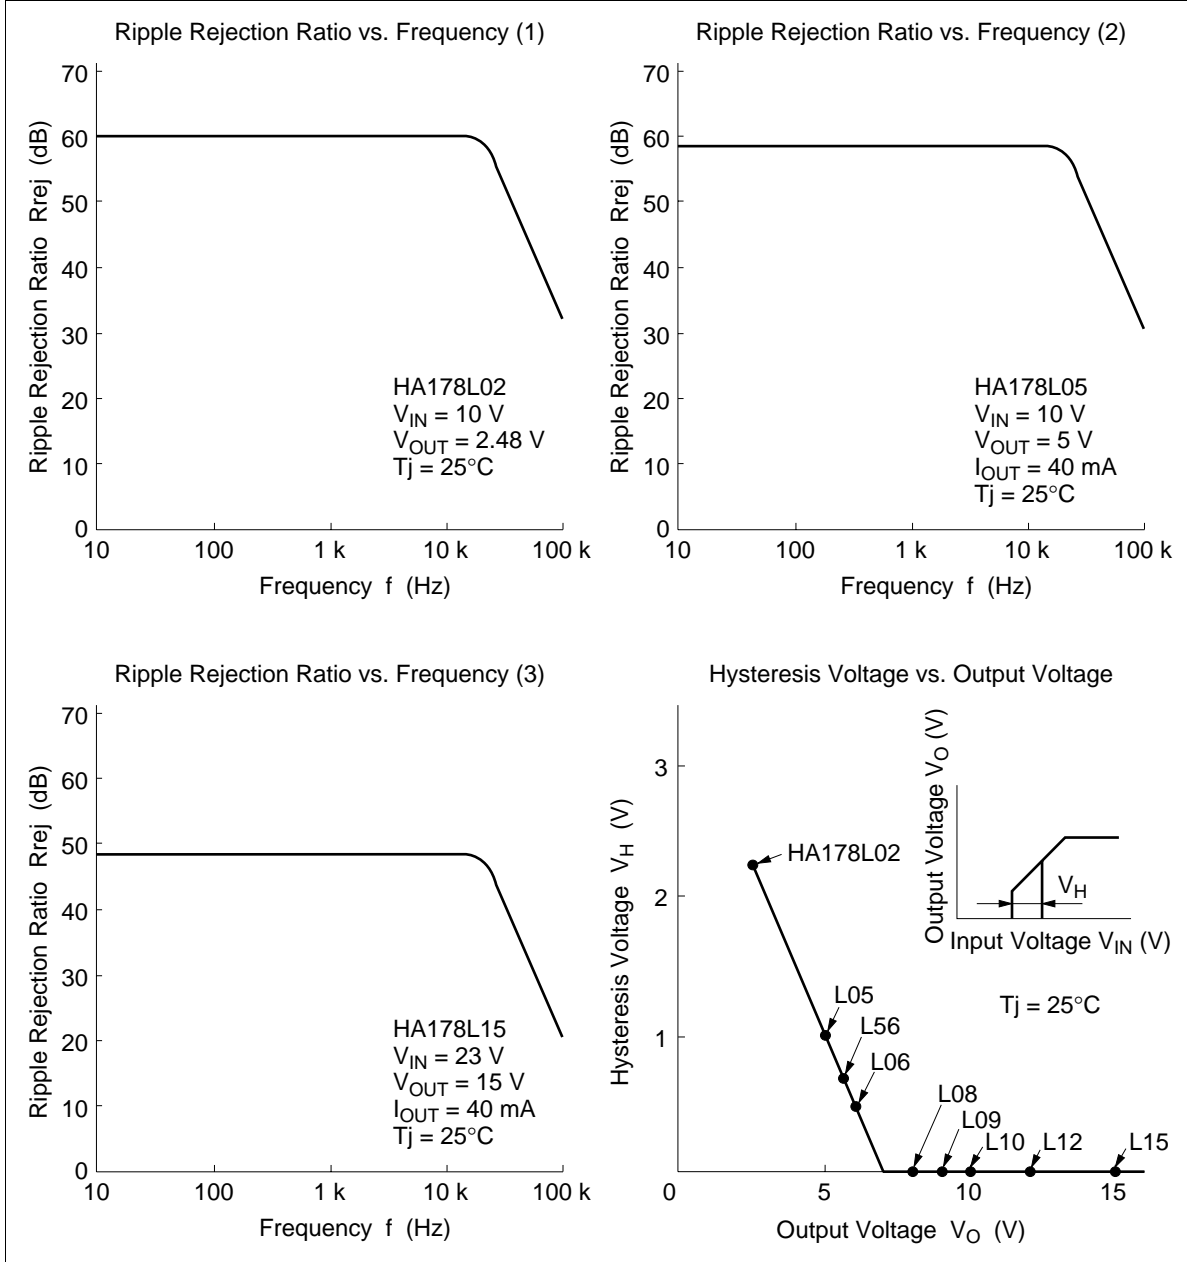 Ripple Rejection Ratio vs. Frequency (1)
Ripple Rejection Ratio Rrej (dB)
70
60
50
40
30
20
10
0
HA178L02
VIN = 10 V
VOUT = 2.48 V
Tj = 25°C
10 100 1 k 10 k 100 k
Frequency f (Hz)
Ripple Rejection Ratio vs. Frequency (2)
Ripple Rejection Ratio Rrej (dB)
70
60
50
40
30
20
10
0
HA178L05
VIN = 10 V
VOUT = 5 V
IOUT = 40 mA
Tj = 25°C
10 100 1 k 10 k 100 k
Frequency f (Hz)
Ripple Rejection Ratio vs. Frequency (3)
Ripple Rejection Ratio Rrej (dB)
70
60
50
40
30
20
10
0
HA178L15
VIN = 23 V
VOUT = 15 V
IOUT = 40 mA
Tj = 25°C
10 100 1 k 10 k 100 k
Frequency f (Hz)
Hysteresis Voltage vs. Output Voltage
Hysteresis Voltage VH (V)
3
2
1
Output Voltage VO (V)
VH
Input Voltage VIN (V)
HA178L02
Tj = 25°C
L05
L56
L06
L08
L09
L10
L12
L15
0 5 10 15
Output Voltage VO (V)